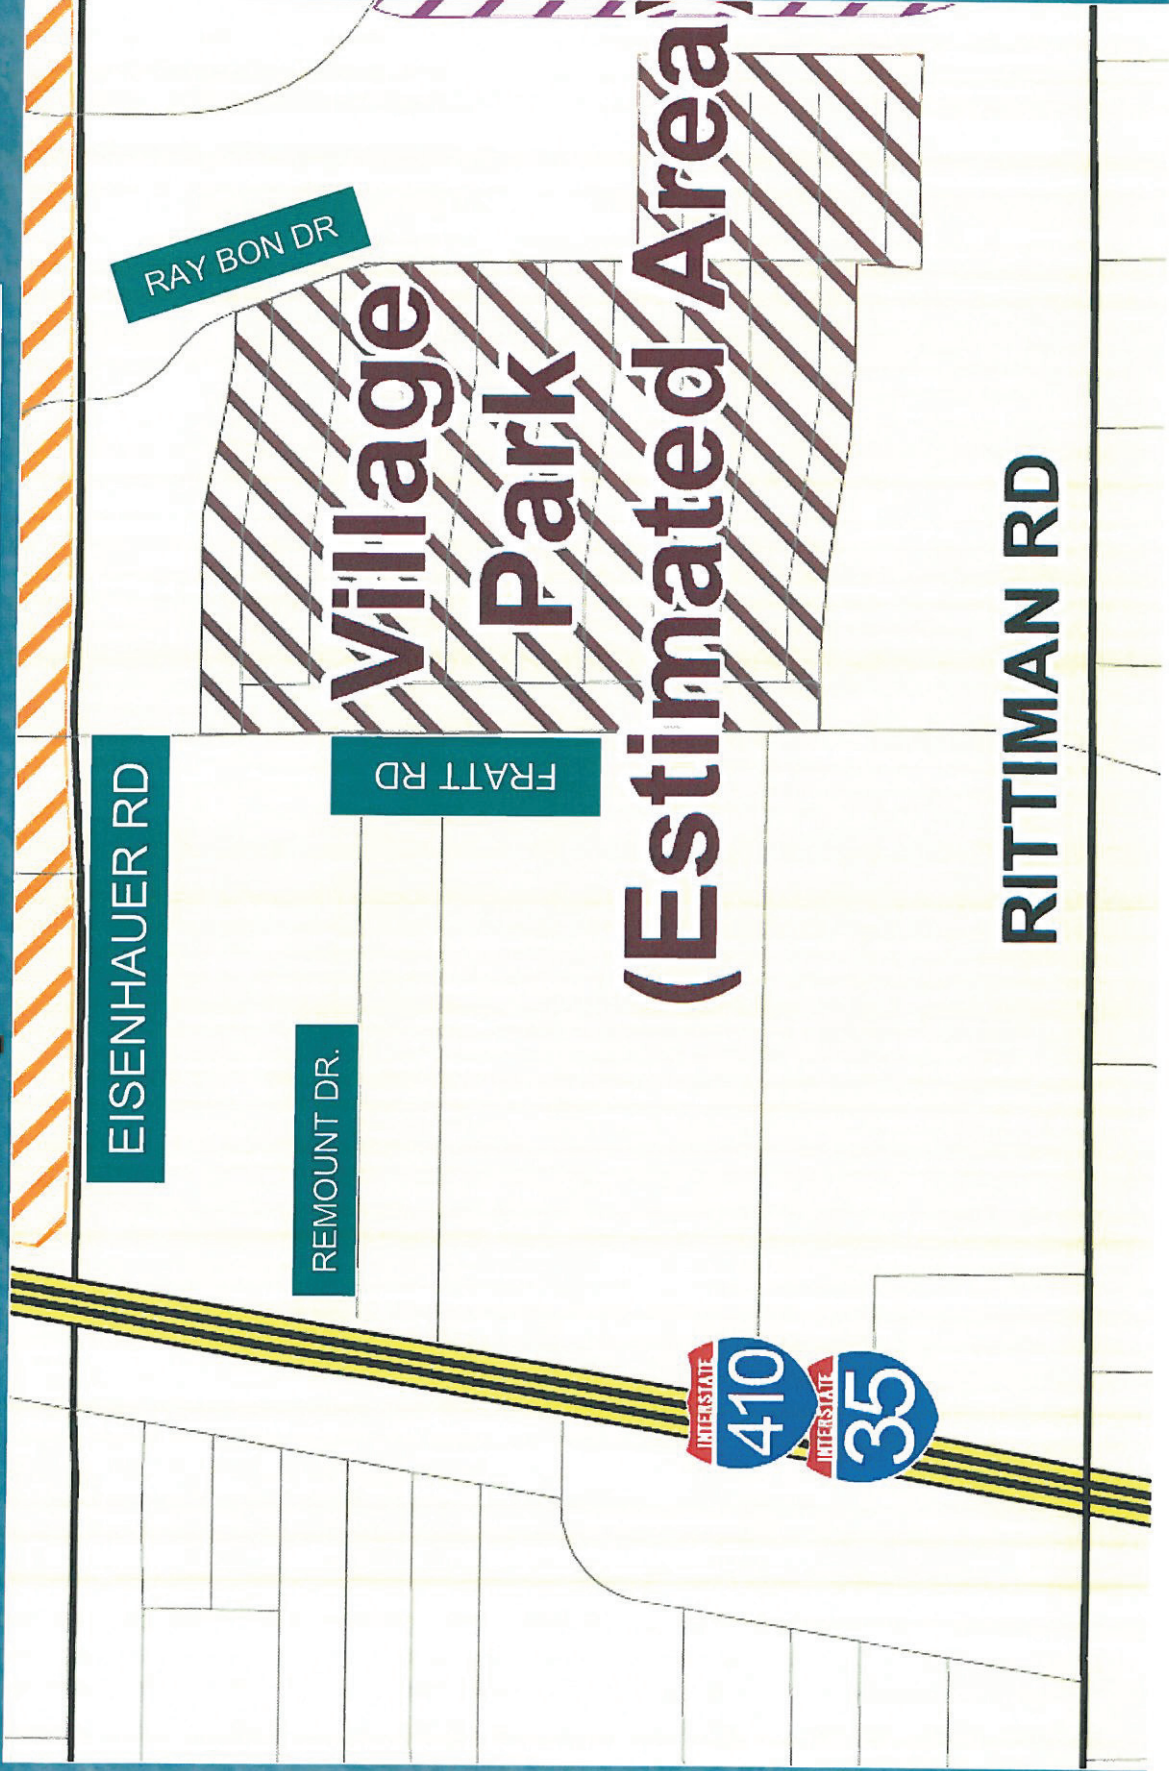 EISENHAUER RD
RAY BON DR
REMOUNT DR.
FRATT RD
Village
Park
(Estimated Area)
INTERSTATE
410
INTERSTATE
35
RITTIMAN RD